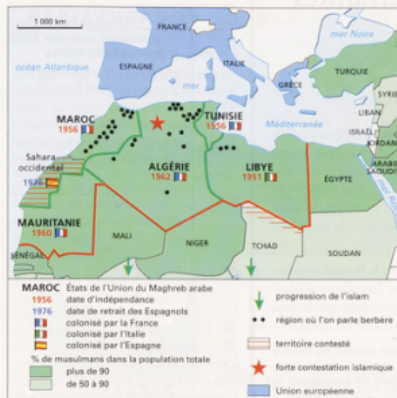 1 000 km
FRANCE
mer Noire
océan Atlantique
ITALIE
ESPAGNE
mer
GRÈCE
TURQUIE
SYRIE
MAROC
1956
TUNISIE
1956
LIBAN
Méditerranée
ISRAËL
JORDANIE
Sahara
occidental
1976
ALGÉRIE
1962
LIBYE
1951
ÉGYPTE
ARABIE
SAOUDITE
MAURITANIE
1960
MALI
NIGER
TCHAD
SOUDAN
SÉNÉGAL
MAROC États de l'Union du Maghreb arabe
1956 date d'indépendance
1976 date de retrait des Espagnols
colonisé par la France
colonisé par l'Italie
colonisé par l'Espagne
% de musulmans dans la population totale
plus de 90
de 50 à 90
progression de l'islam
région où l'on parle berbère
territoire contesté
forte contestation islamique
Union européenne